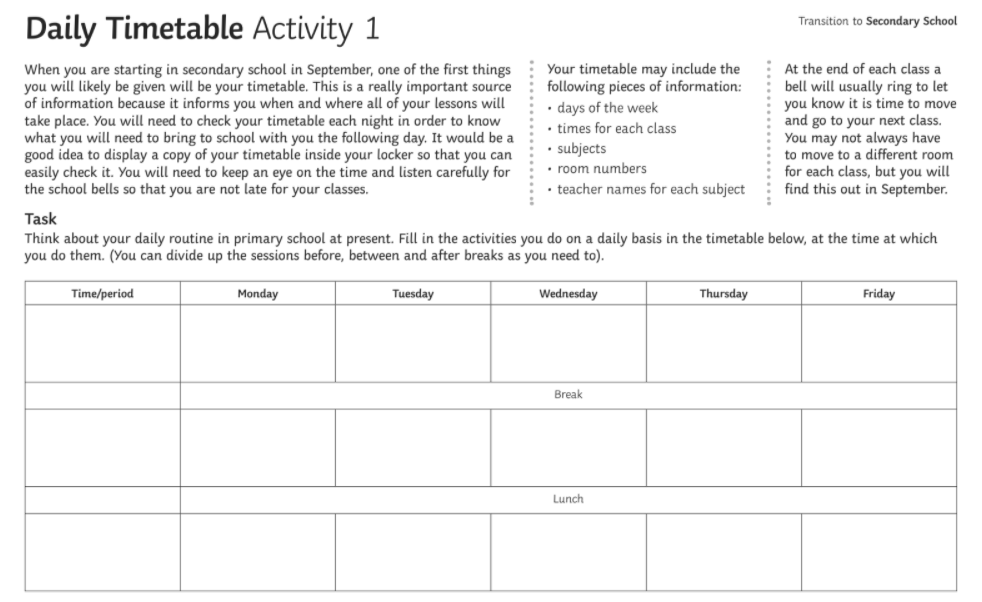 Daily Timetable Activity 1
Transition to Secondary School
When you are starting in secondary school in September, one of the first things
you will likely be given will be your timetable. This is a really important source
of information because it informs you when and where all of your lessons will
take place. You will need to check your timetable each night in order to know
what you will need to bring to school with you the following day. It would be a
good idea to display a copy of your timetable inside your locker so that you can
easily check it. You will need to keep an eye on the time and listen carefully for
the school bells so that you are not late for your classes.
Your timetable may include the
following pieces of information:
• days of the week
• times for each class
• subjects
• room numbers
• teacher names for each subject
At the end of each class a
bell will usually ring to let
you know it is time to move
and go to your next class.
You may not always have
to move to a different room
for each class, but you will
find this out in September.
Task
Think about your daily routine in primary school at present. Fill in the activities you do on a daily basis in the timetable below, at the time at which
you do them. (You can divide up the sessions before, between and after breaks as you need to).
Time/period Monday Tuesday Wednesday Thursday Friday
Break
Lunch